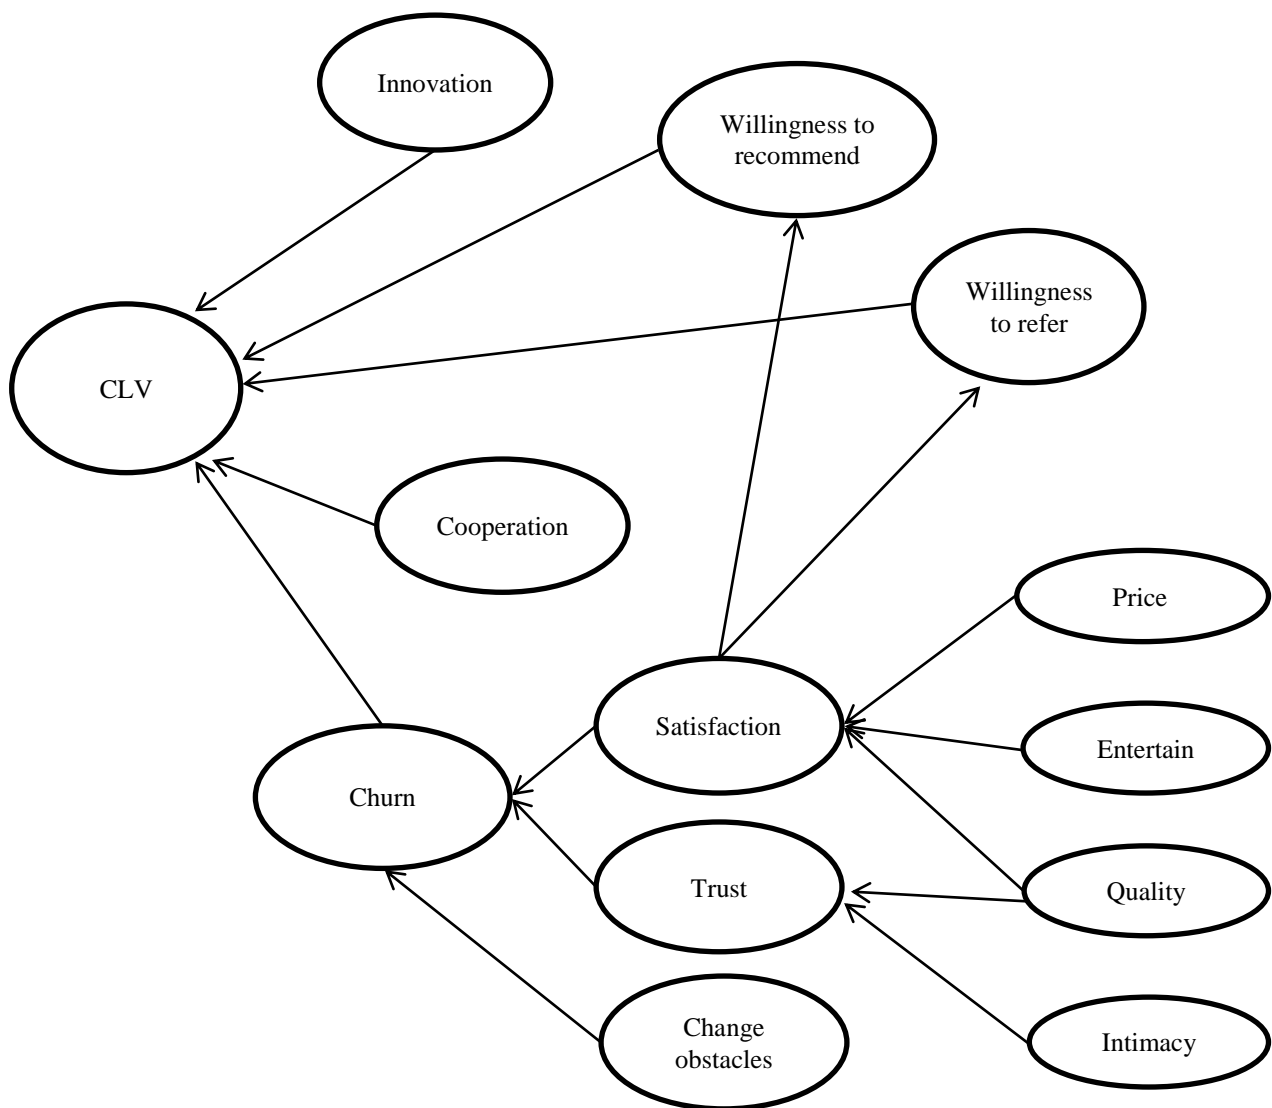 Innovation
Willingness to
recommend
Willingness
to refer
CLV
Cooperation
Price
Satisfaction
Entertain
Churn
Trust
Quality
Change
obstacles
Intimacy